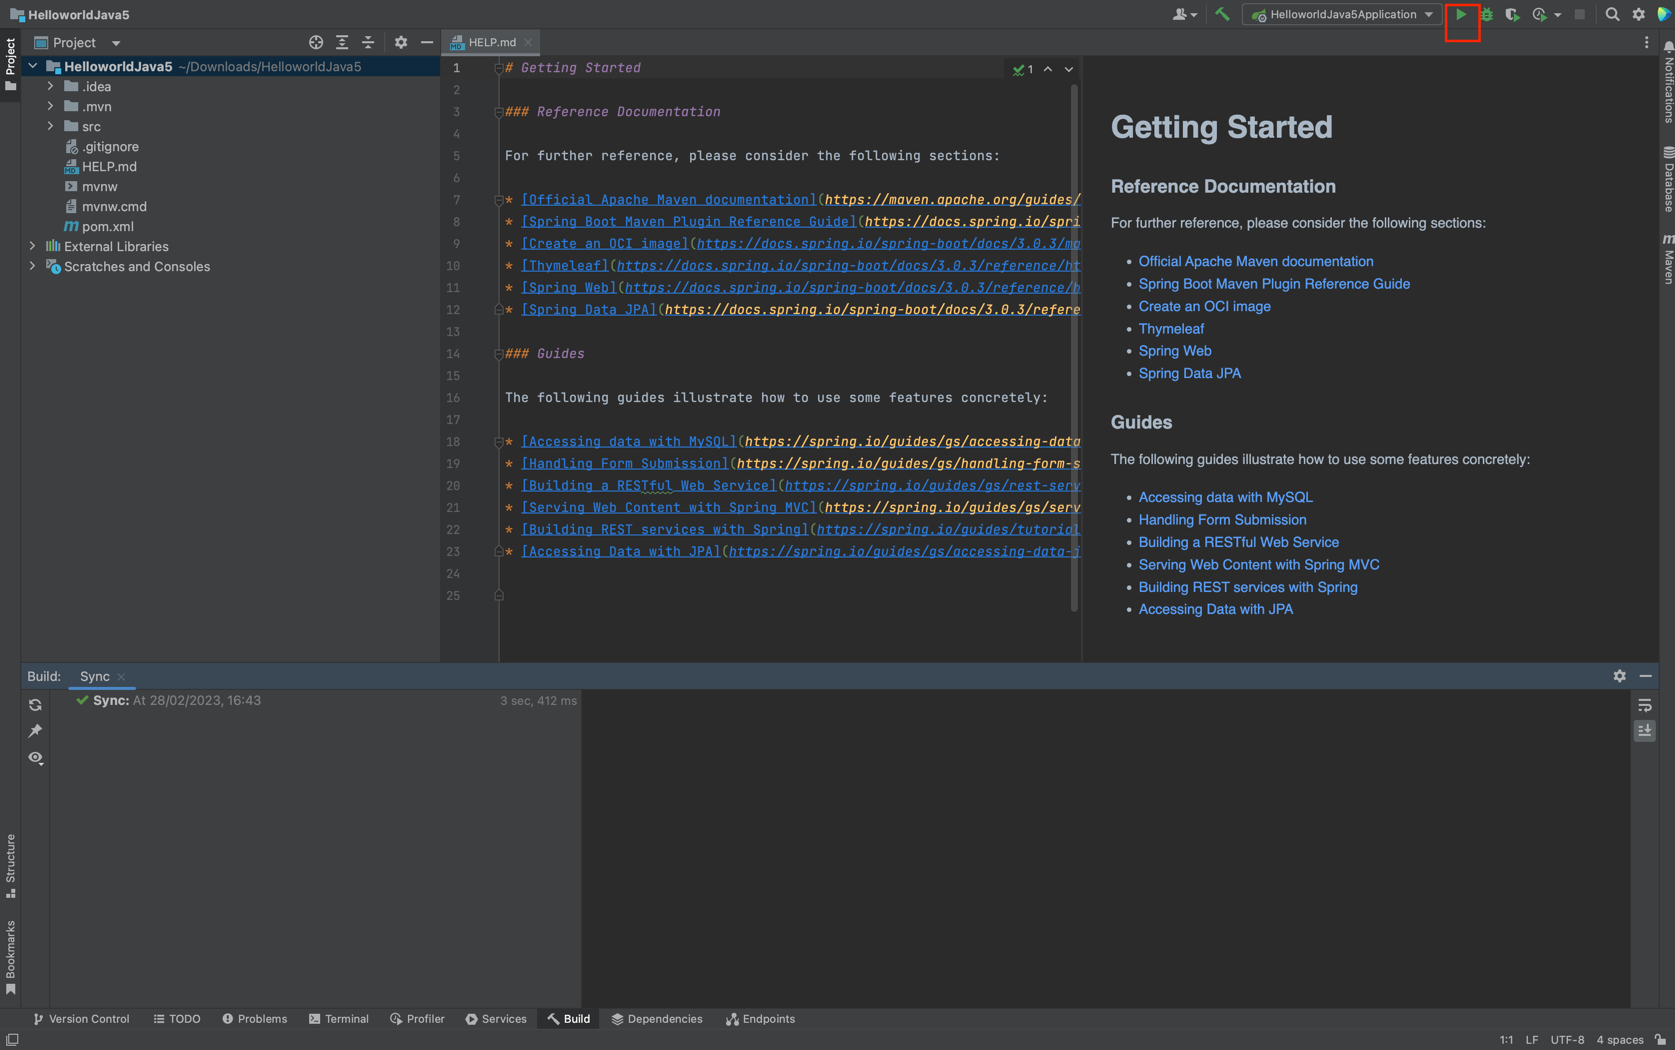 HelloworldJava5
HelloworldJava5Application
Project
Project
HelloworldJava5 ~/Downloads/HelloworldJava5
.idea
.mvn
src
.gitignore
HELP.md
mvnw
mvnw.cmd
pom.xml
External Libraries
Scratches and Consoles
HELP.md
1
1 # Getting Started
2
3 ### Reference Documentation
4
5 For further reference, please consider the following sections:
6
7 * [Official Apache Maven documentation](https://maven.apache.org/guides/
8 * [Spring Boot Maven Plugin Reference Guide](https://docs.spring.io/spri
9 * [Create an OCI image](https://docs.spring.io/spring-boot/docs/3.0.3/ma
10 * [Thymeleaf](https://docs.spring.io/spring-boot/docs/3.0.3/reference/ht
11 * [Spring Web](https://docs.spring.io/spring-boot/docs/3.0.3/reference/h
12 * [Spring Data JPA](https://docs.spring.io/spring-boot/docs/3.0.3/refere
13
14 ### Guides
15
16 The following guides illustrate how to use some features concretely:
17
18 * [Accessing data with MySQL](https://spring.io/guides/gs/accessing-data
19 * [Handling Form Submission](https://spring.io/guides/gs/handling-form-s
20 * [Building a RESTful Web Service](https://spring.io/guides/gs/rest-serv
21 * [Serving Web Content with Spring MVC](https://spring.io/guides/gs/serv
22 * [Building REST services with Spring](https://spring.io/guides/tutorial
23 * [Accessing Data with JPA](https://spring.io/guides/gs/accessing-data-j
24
25
Getting Started
Reference Documentation
For further reference, please consider the following sections:
• Official Apache Maven documentation
• Spring Boot Maven Plugin Reference Guide
• Create an OCI image
• Thymeleaf
• Spring Web
• Spring Data JPA
Guides
The following guides illustrate how to use some features concretely:
• Accessing data with MySQL
• Handling Form Submission
• Building a RESTful Web Service
• Serving Web Content with Spring MVC
• Building REST services with Spring
• Accessing Data with JPA
Notifications
Database
Maven
Build: Sync
Sync: At 28/02/2023, 16:43 3 sec, 412 ms
Structure
Bookmarks
Version Control TODO Problems Terminal Profiler Services Build Dependencies Endpoints
1:1 LF UTF-8 4 spaces